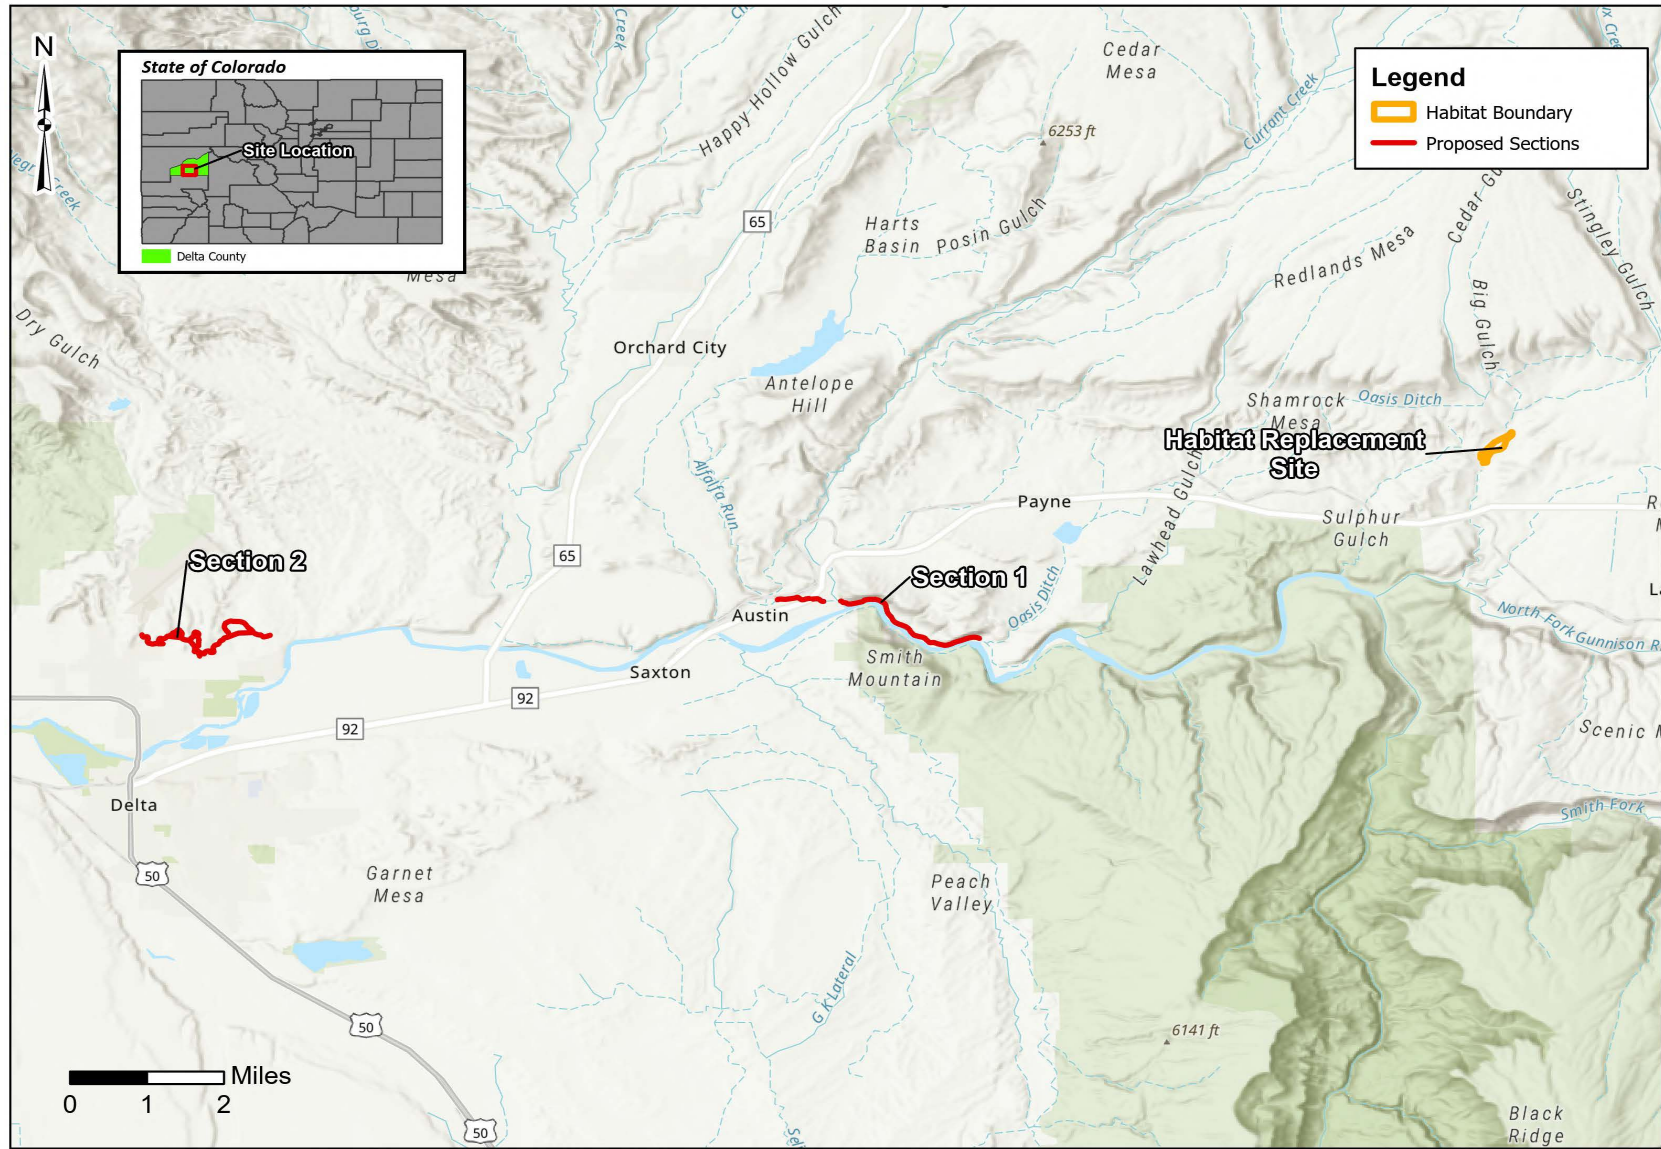 N
State of Colorado
Site Location
Delta County
Legend
Habitat Boundary
Proposed Sections
Creek
Happy Hollow Gulch
Cedar
Mesa
6253 ft
Currant Creek
Creek
Mesa
65
Harts
Basin
Posin Gulch
Redlands Mesa
Stingley Gulch
Big Gulch
Dry Gulch
Orchard City
Antelope
Hill
Shamrock
Mesa
Oasis Ditch
Habitat Replacement
Site
Alfalfa Run
Payne
Lawhead Gulch
Sulphur
Gulch
Section 2
65
Section 1
Austin
Oasis Ditch
North Fork Gunnison
Smith
Mountain
Saxton
92
92
Scenic
Delta
Smith Fork
50
Garnet
Mesa
Peach
Valley
G K Lateral
50
6141 ft
Miles
0 1 2
50
Black
Ridge